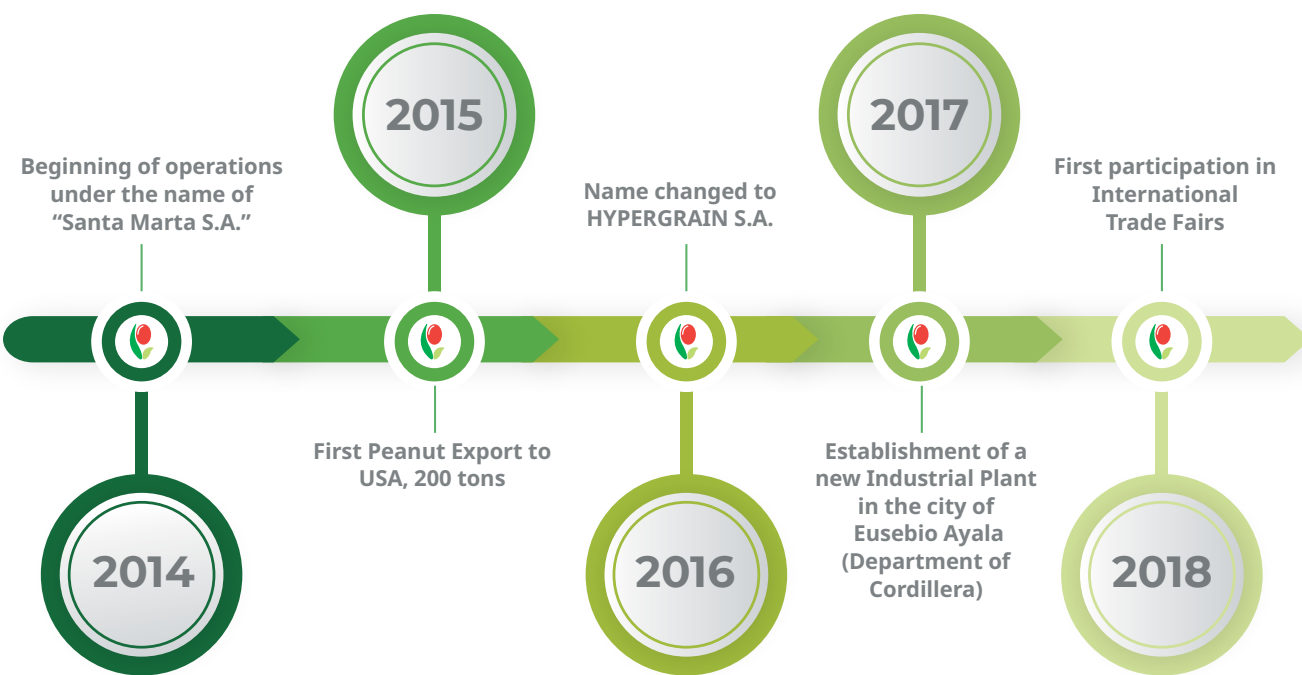 2014
Beginning of operations
under the name of
“Santa Marta S.A.”
2015
First Peanut Export to
USA, 200 tons
2016
Name changed to
HYPERGRAIN S.A.
2017
Establishment of a
new Industrial Plant
in the city of
Eusebio Ayala
(Department of
Cordillera)
2018
First participation in
International
Trade Fairs